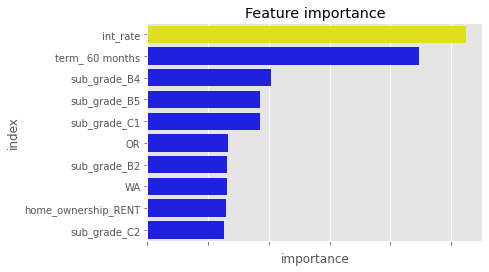 Feature importance
int_rate
term_ 60 months
sub_grade_B4
sub_grade_B5
sub_grade_C1
OR
sub_grade_B2
WA
home_ownership_RENT
sub_grade_C2
index
importance